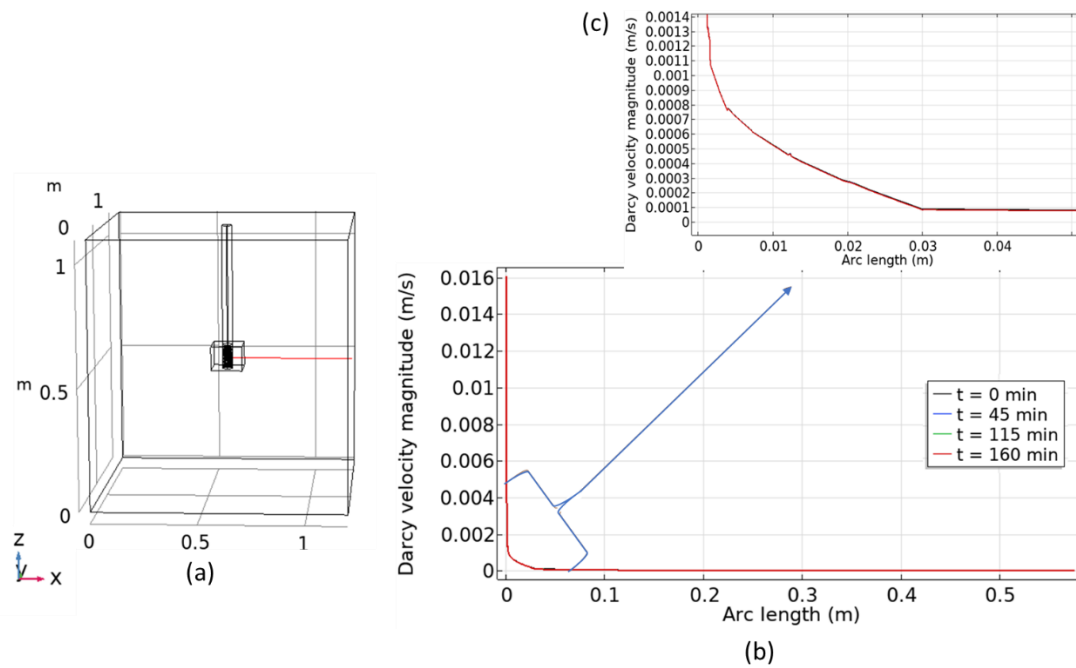 (c)
Darcy velocity magnitude (m/s)
0.0014
0.0013
0.0012
0.0011
0.001
0.0009
0.0008
0.0007
0.0006
0.0005
0.0004
0.0003
0.0002
0.0001
0
0 0.01 0.02 0.03 0.04
Arc length (m)
m
1
0
1
m
0.5
0
0 0.5 1
z
y x
(a)
Darcy velocity magnitude (m/s)
0.016
0.014
0.012
0.01
0.008
0.006
0.004
0.002
0
t = 0 min
t = 45 min
t = 115 min
t = 160 min
0 0.1 0.2 0.3 0.4 0.5
Arc length (m)
(b)